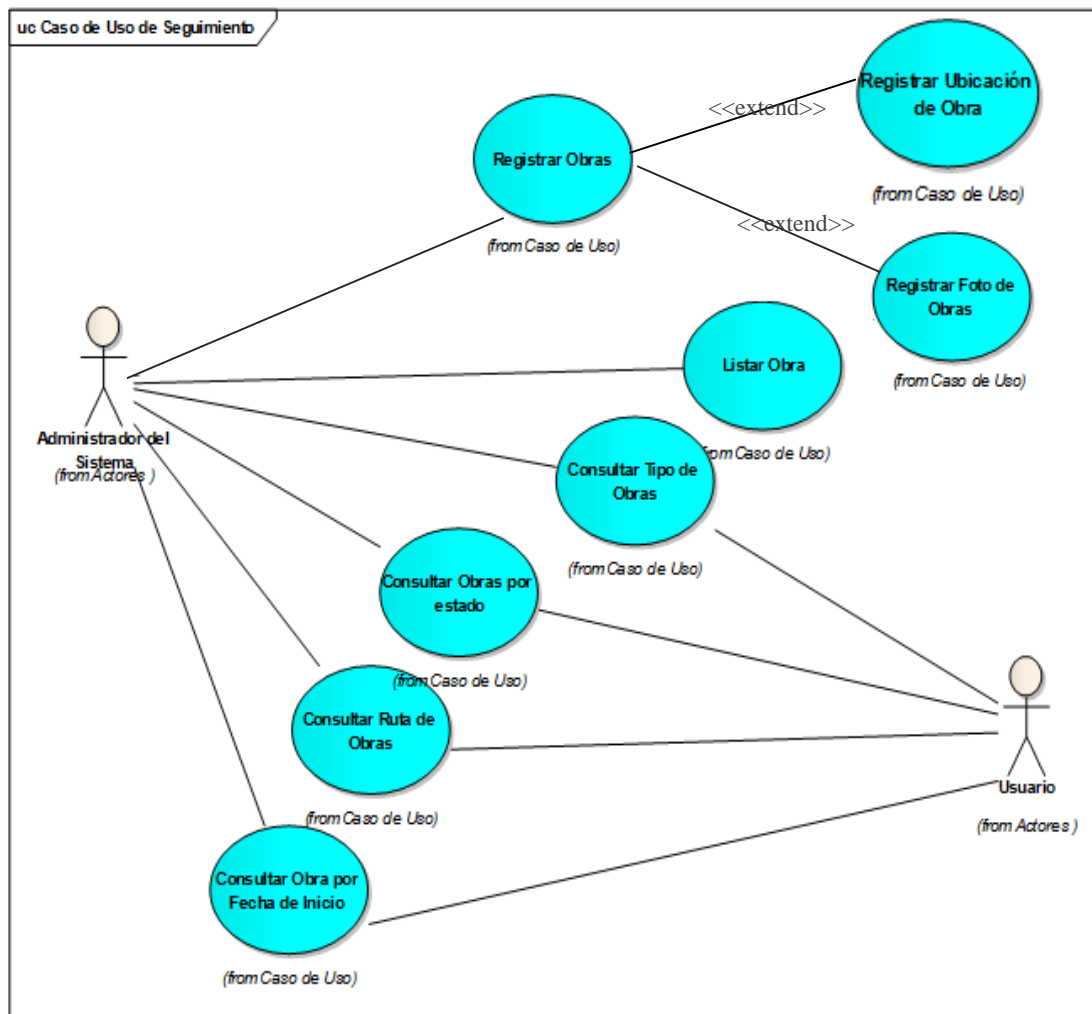 uc Caso de Uso de Seguimiento
Registrar Ubicación
de Obra
(from Caso de Uso)
<<extend>>
Registrar Obras
(from Caso de Uso)
<<extend>>
Registrar Foto de
Obras
(from Caso de Uso)
Listar Obra
(from Caso de Uso)
Administrador del
Sistema
(from Actores )
Consultar Tipo de
Obras
(from Caso de Uso)
Consultar Obras por
estado
(from Caso de Uso)
Consultar Ruta de
Obras
(from Caso de Uso)
Usuario
(from Actores )
Consultar Obra por
Fecha de Inicio
(from Caso de Uso)